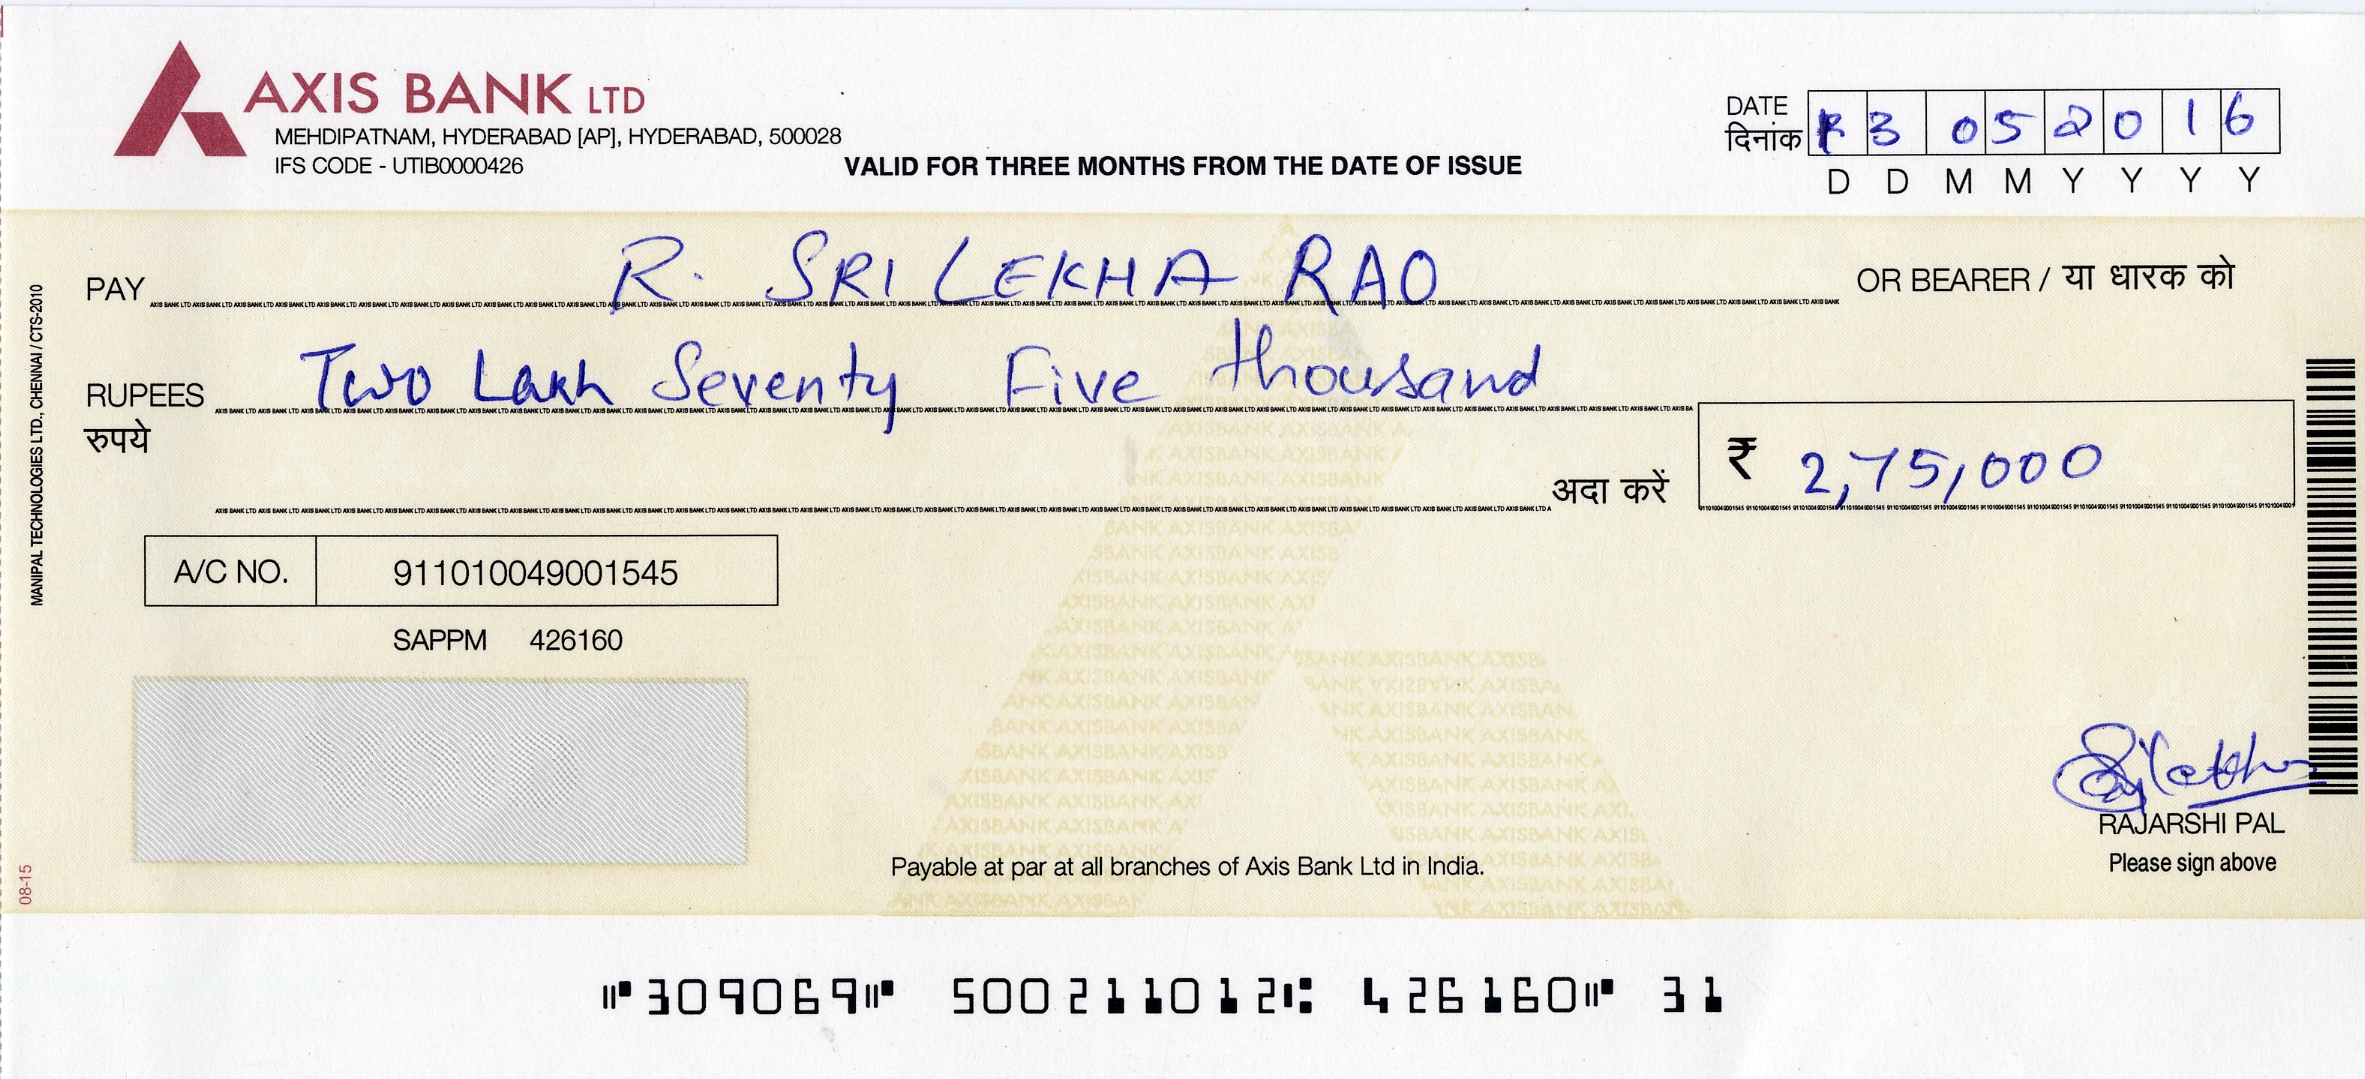 AXIS BANK LTD
MEHDIPATNAM, HYDERABAD [AP], HYDERABAD, 500028
IFS CODE - UTIB0000426
VALID FOR THREE MONTHS FROM THE DATE OF ISSUE
DATE
दिनांक 3 0 5 2 0 1 6
D D M M Y Y Y Y
PAY R. SRI LEKHA RAO OR BEARER / या धारक को
RUPEES Two Lakh Seventy Five thousand
रुपये
अदा करें ₹ 2,75,000
A/C NO. 911010049001545
SAPPM 426160
RAJARSHI PAL
Please sign above
Payable at par at all branches of Axis Bank Ltd in India.
MANIPAL TECHNOLOGIES LTD., CHENNAI / CTS-2010
08-15
⑈309069⑈ 500211012⑆ 426160⑈ 31